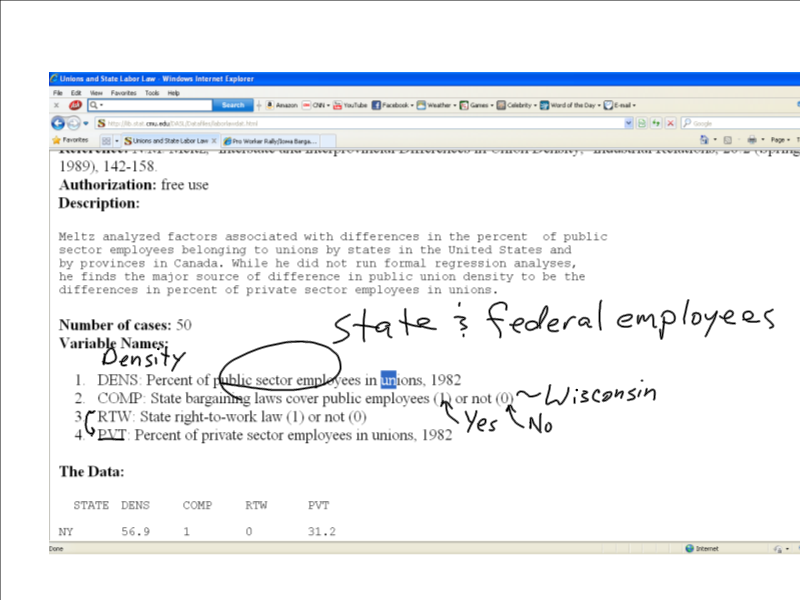 Unions and State Labor Law - Windows Internet Explorer
File Edit View Favorites Tools Help
Search Amazon CNN YouTube Facebook Weather Games Celebrity Word of the Day E-mail
http://lib.stat.cmu.edu/DASL/Datafiles/laborlawdat.html Google
Favorites Unions and State Labor Law Pro Worker Rally(Iowa Barga... Page
1989), 142-158.
Authorization: free use
Description:
Meltz analyzed factors associated with differences in the percent of public
sector employees belonging to unions by states in the United States and
by provinces in Canada. While he did not run formal regression analyses,
he finds the major source of difference in public union density to be the
differences in percent of private sector employees in unions.
State & federal employees
Number of cases: 50
Variable Names:
Density
1. DENS: Percent of public sector employees in unions, 1982
2. COMP: State bargaining laws cover public employees (1) or not (0) ~Wisconsin
3. RTW: State right-to-work law (1) or not (0)
Yes No
4. PVT: Percent of private sector employees in unions, 1982
The Data:
STATE DENS COMP RTW PVT
NY 56.9 1 0 31.2
Done Internet